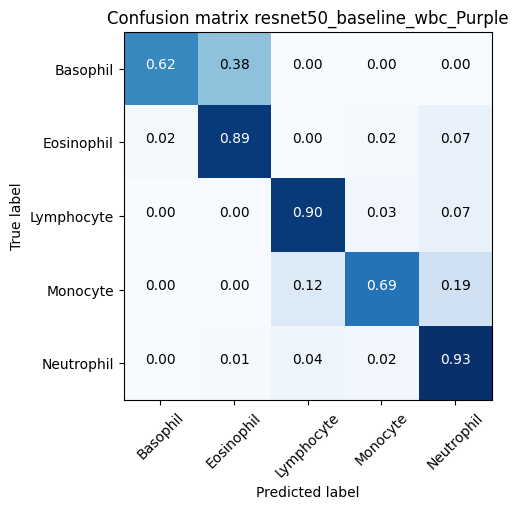 Confusion matrix resnet50_baseline_wbc_Purple
True label
Basophil 0.62 0.38 0.00 0.00 0.00
Eosinophil 0.02 0.89 0.00 0.02 0.07
Lymphocyte 0.00 0.00 0.90 0.03 0.07
Monocyte 0.00 0.00 0.12 0.69 0.19
Neutrophil 0.00 0.01 0.04 0.02 0.93
Basophil Eosinophil Lymphocyte Monocyte Neutrophil
Predicted label